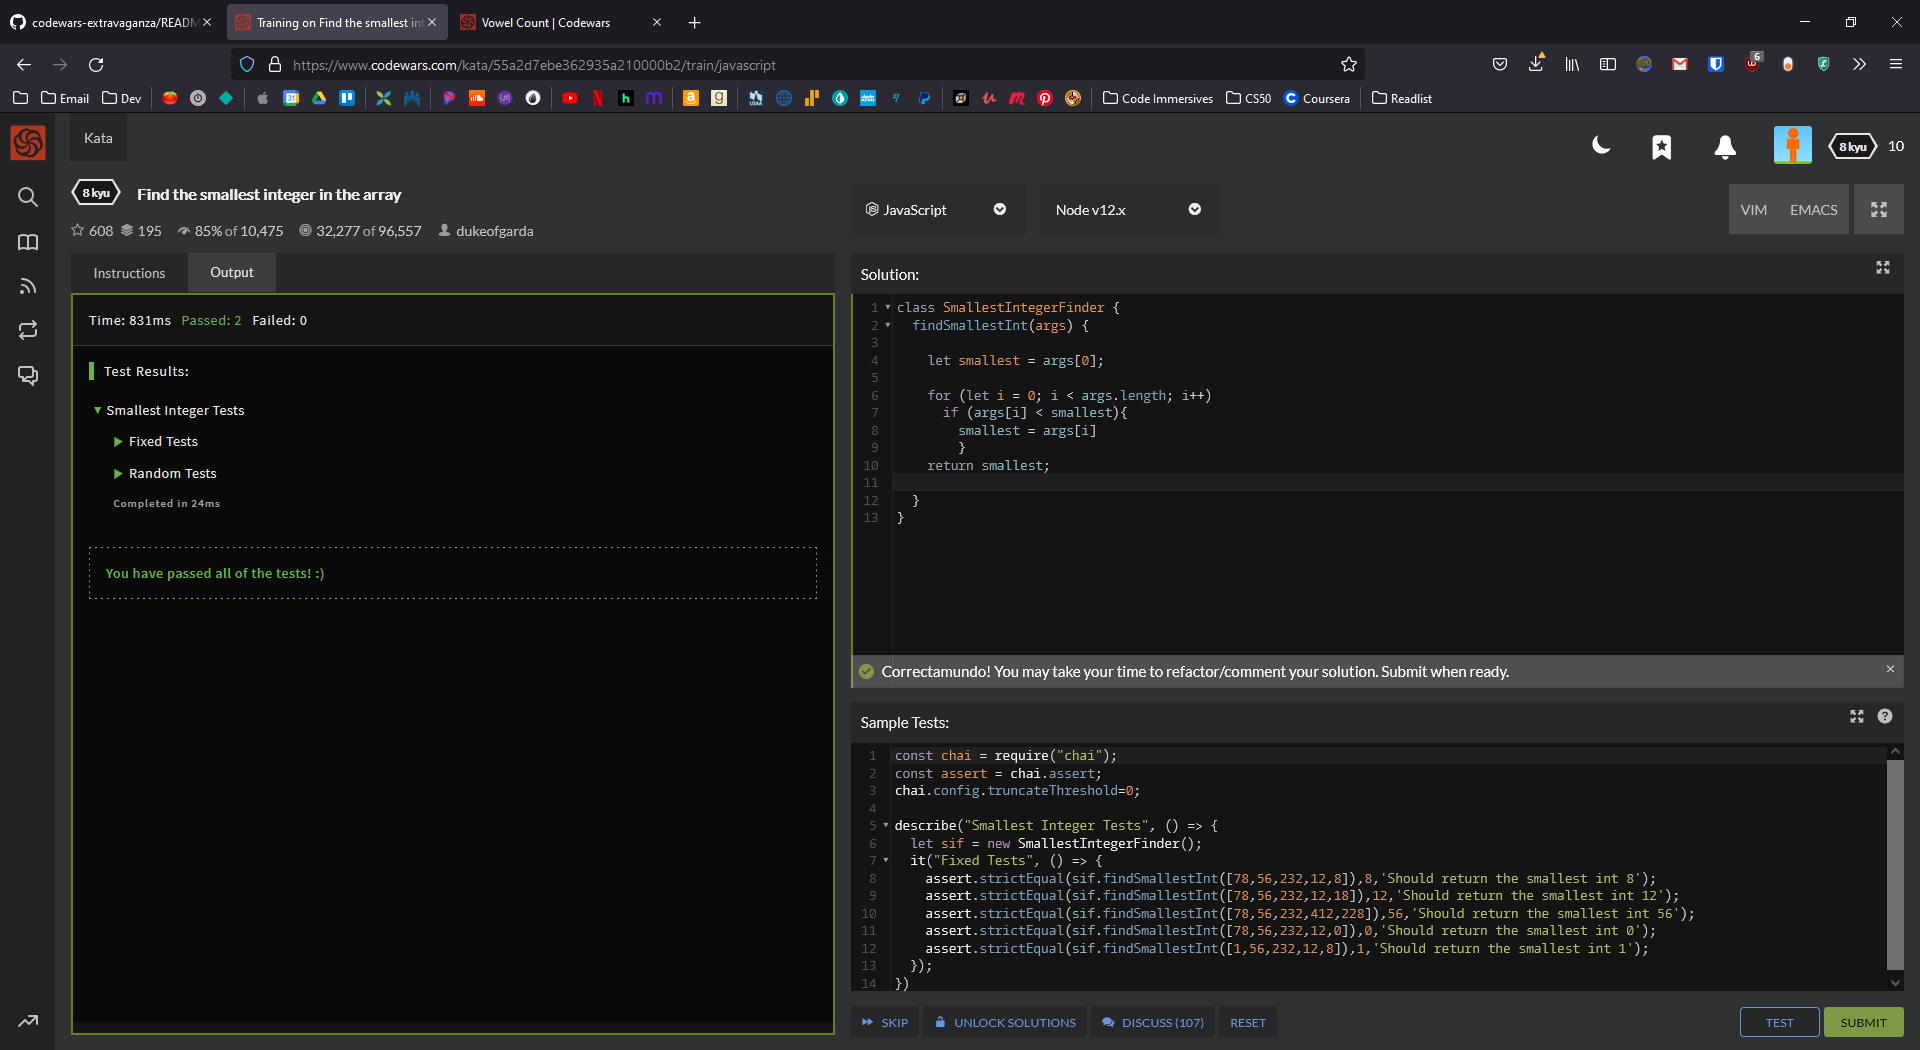 codewars-extravaganza/READM
Training on Find the smallest int
Vowel Count | Codewars
https://www.codewars.com/kata/55a2d7ebe362935a210000b2/train/javascript
6
Email
Dev
Code Immersives
CS50
Coursera
Readlist
Kata
8 kyu
10
8 kyu
Find the smallest integer in the array
608
195
85% of 10,475
32,277 of 96,557
dukeofgarda
JavaScript
Node v12.x
VIM
EMACS
Instructions
Output
Time: 831ms Passed: 2 Failed: 0
Test Results:
Smallest Integer Tests
Fixed Tests
Random Tests
Completed in 24ms
You have passed all of the tests! :)
Solution:
1 class SmallestIntegerFinder {
2 findSmallestInt(args) {
3
4 let smallest = args[0];
5
6 for (let i = 0; i < args.length; i++)
7 if (args[i] < smallest){
8 smallest = args[i]
9 }
10 return smallest;
11
12 }
13 }
Correctamundo! You may take your time to refactor/comment your solution. Submit when ready.
Sample Tests:
1 const chai = require("chai");
2 const assert = chai.assert;
3 chai.config.truncateThreshold=0;
4
5 describe("Smallest Integer Tests", () => {
6 let sif = new SmallestIntegerFinder();
7 it("Fixed Tests", () => {
8 assert.strictEqual(sif.findSmallestInt([78,56,232,12,8]),8,'Should return the smallest int 8');
9 assert.strictEqual(sif.findSmallestInt([78,56,232,12,18]),12,'Should return the smallest int 12');
10 assert.strictEqual(sif.findSmallestInt([78,56,232,412,228]),56,'Should return the smallest int 56');
11 assert.strictEqual(sif.findSmallestInt([78,56,232,12,0]),0,'Should return the smallest int 0');
12 assert.strictEqual(sif.findSmallestInt([1,56,232,12,8]),1,'Should return the smallest int 1');
13 });
14 })
SKIP
UNLOCK SOLUTIONS
DISCUSS (107)
RESET
TEST
SUBMIT